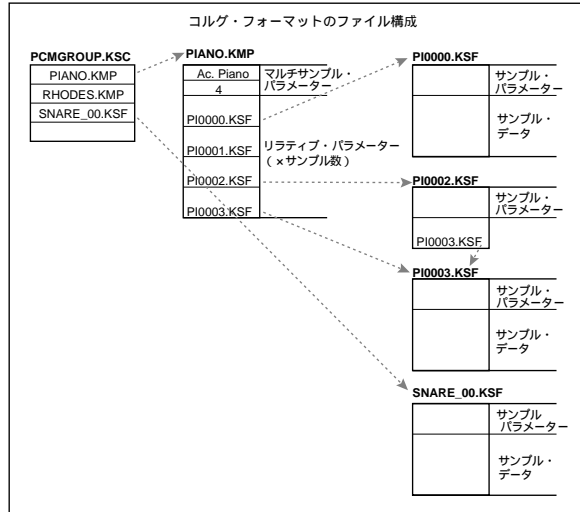 コルグ・フォーマットのファイル構成
PCMGROUP.KSC
PIANO.KMP
RHODES.KMP
SNARE_00.KSF
PIANO.KMP
Ac. Piano
4
マルチサンプル・
パラメーター
PI0000.KSF
PI0001.KSF
PI0002.KSF
PI0003.KSF
リラティブ・パラメーター
（×サンプル数）
PI0000.KSF
サンプル・
パラメーター
サンプル・
データ
PI0002.KSF
サンプル・
パラメーター
PI0003.KSF
PI0003.KSF
サンプル・
パラメーター
サンプル・
データ
SNARE_00.KSF
サンプル
パラメーター
サンプル・
データ